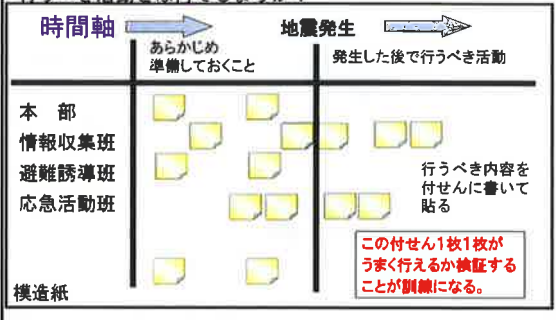 時間軸
地震発生
あらかじめ
準備しておくこと
発生した後で行うべき活動
本　部
情報収集班
避難誘導班
応急活動班
行うべき内容を
付せんに書いて
貼る
この付せん1枚1枚が
うまく行えるか検証する
ことが訓練になる。
模造紙